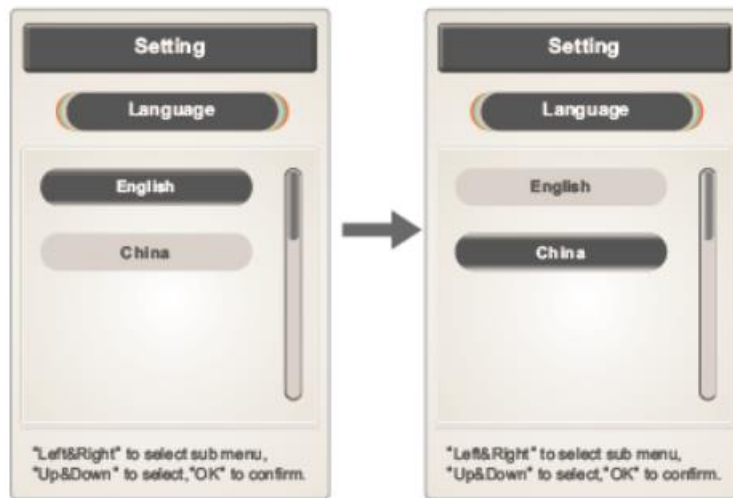 Setting
Language
English
China
"Left&Right" to select sub menu,
"Up&Down" to select,"OK" to confirm.
Setting
Language
English
China
"Left&Right" to select sub menu,
"Up&Down" to select,"OK" to confirm.